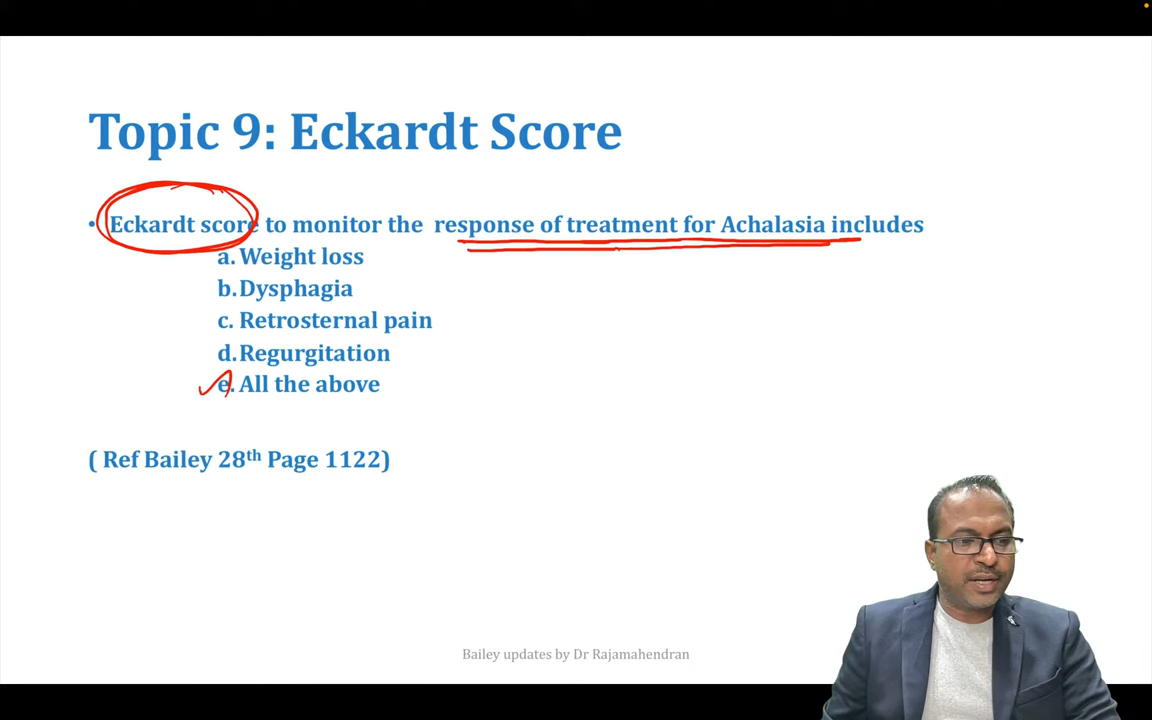 Topic 9: Eckardt Score
• Eckardt score to monitor the response of treatment for Achalasia includes
a. Weight loss
b. Dysphagia
c. Retrosternal pain
d. Regurgitation
e. All the above
( Ref Bailey 28th Page 1122)
Bailey updates by Dr Rajamahendran